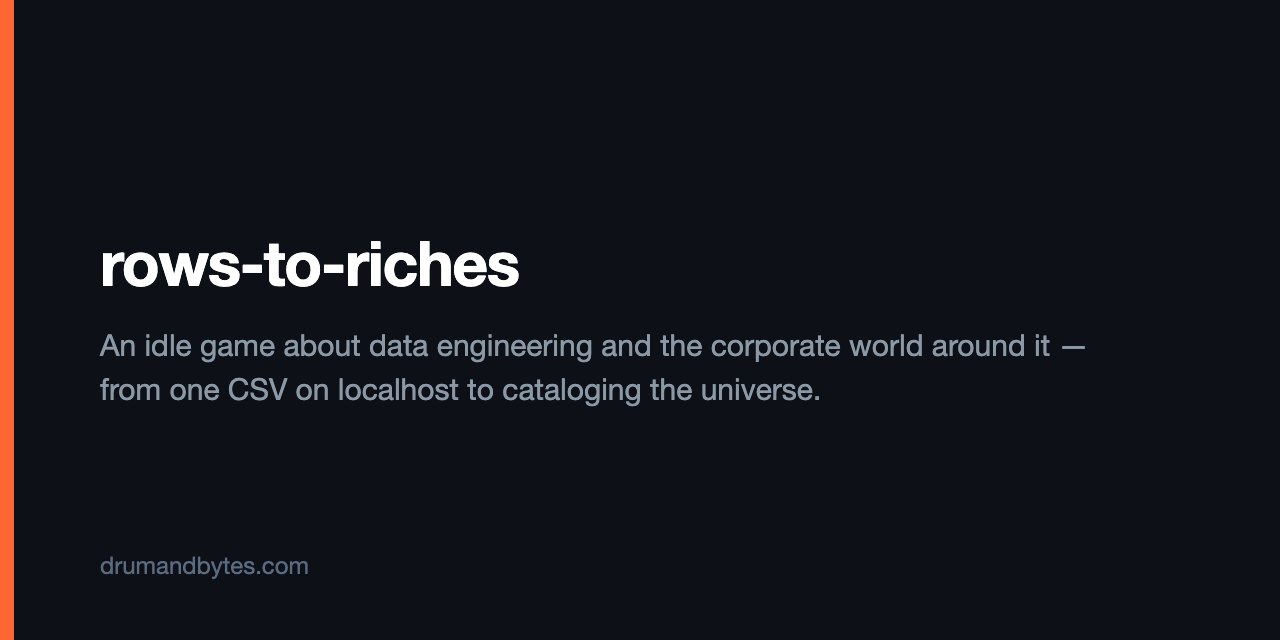 rows-to-riches
An idle game about data engineering and the corporate world around it —
from one CSV on localhost to cataloging the universe.
drumandbytes.com